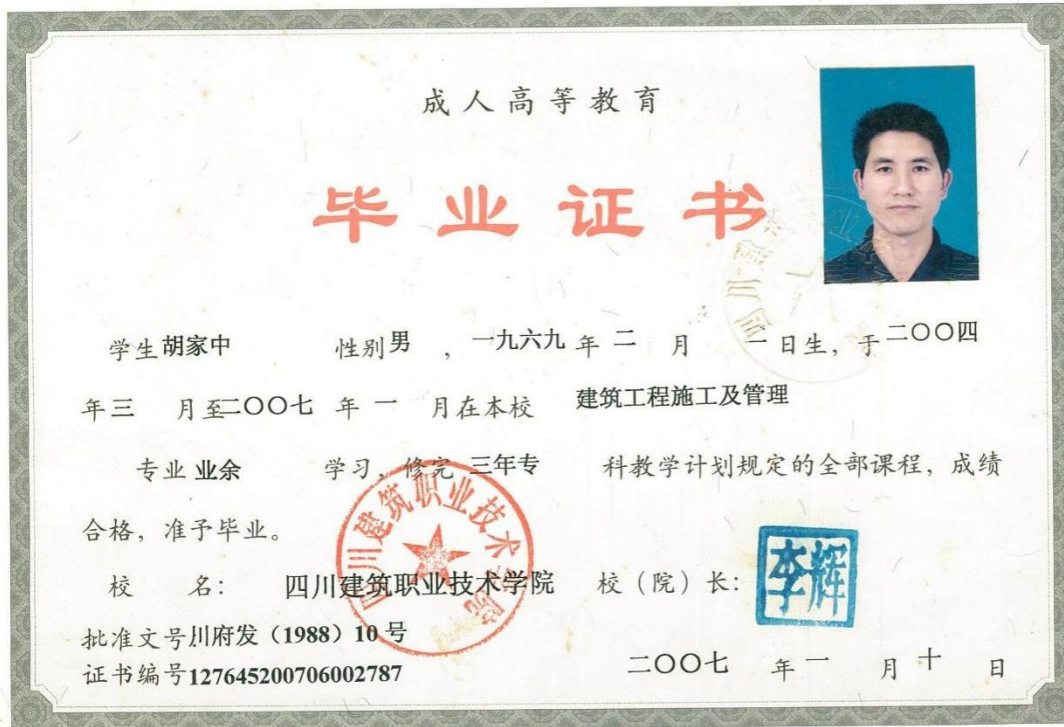 成人高等教育
毕业证书
学生胡家中 性别男 , 一九六九年二月一日生, 于二〇〇四
年三月至二〇〇七年一月在本校 建筑工程施工及管理
专业 业余 学习, 修完 三年专 科教学计划规定的全部课程, 成绩
合格, 准予毕业。
校 名: 四川建筑职业技术学院 校(院)长: 李辉
四川建筑职业技术学院
批准文号川府发(1988)10号
证书编号127645200706002787
二〇〇七年一月十日